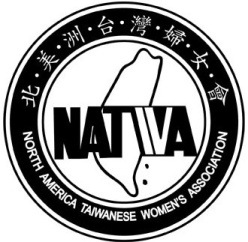 北·美·洲·台·灣·婦·女·會
NATWA
NORTH AMERICA TAIWANESE WOMEN'S ASSOCIATION